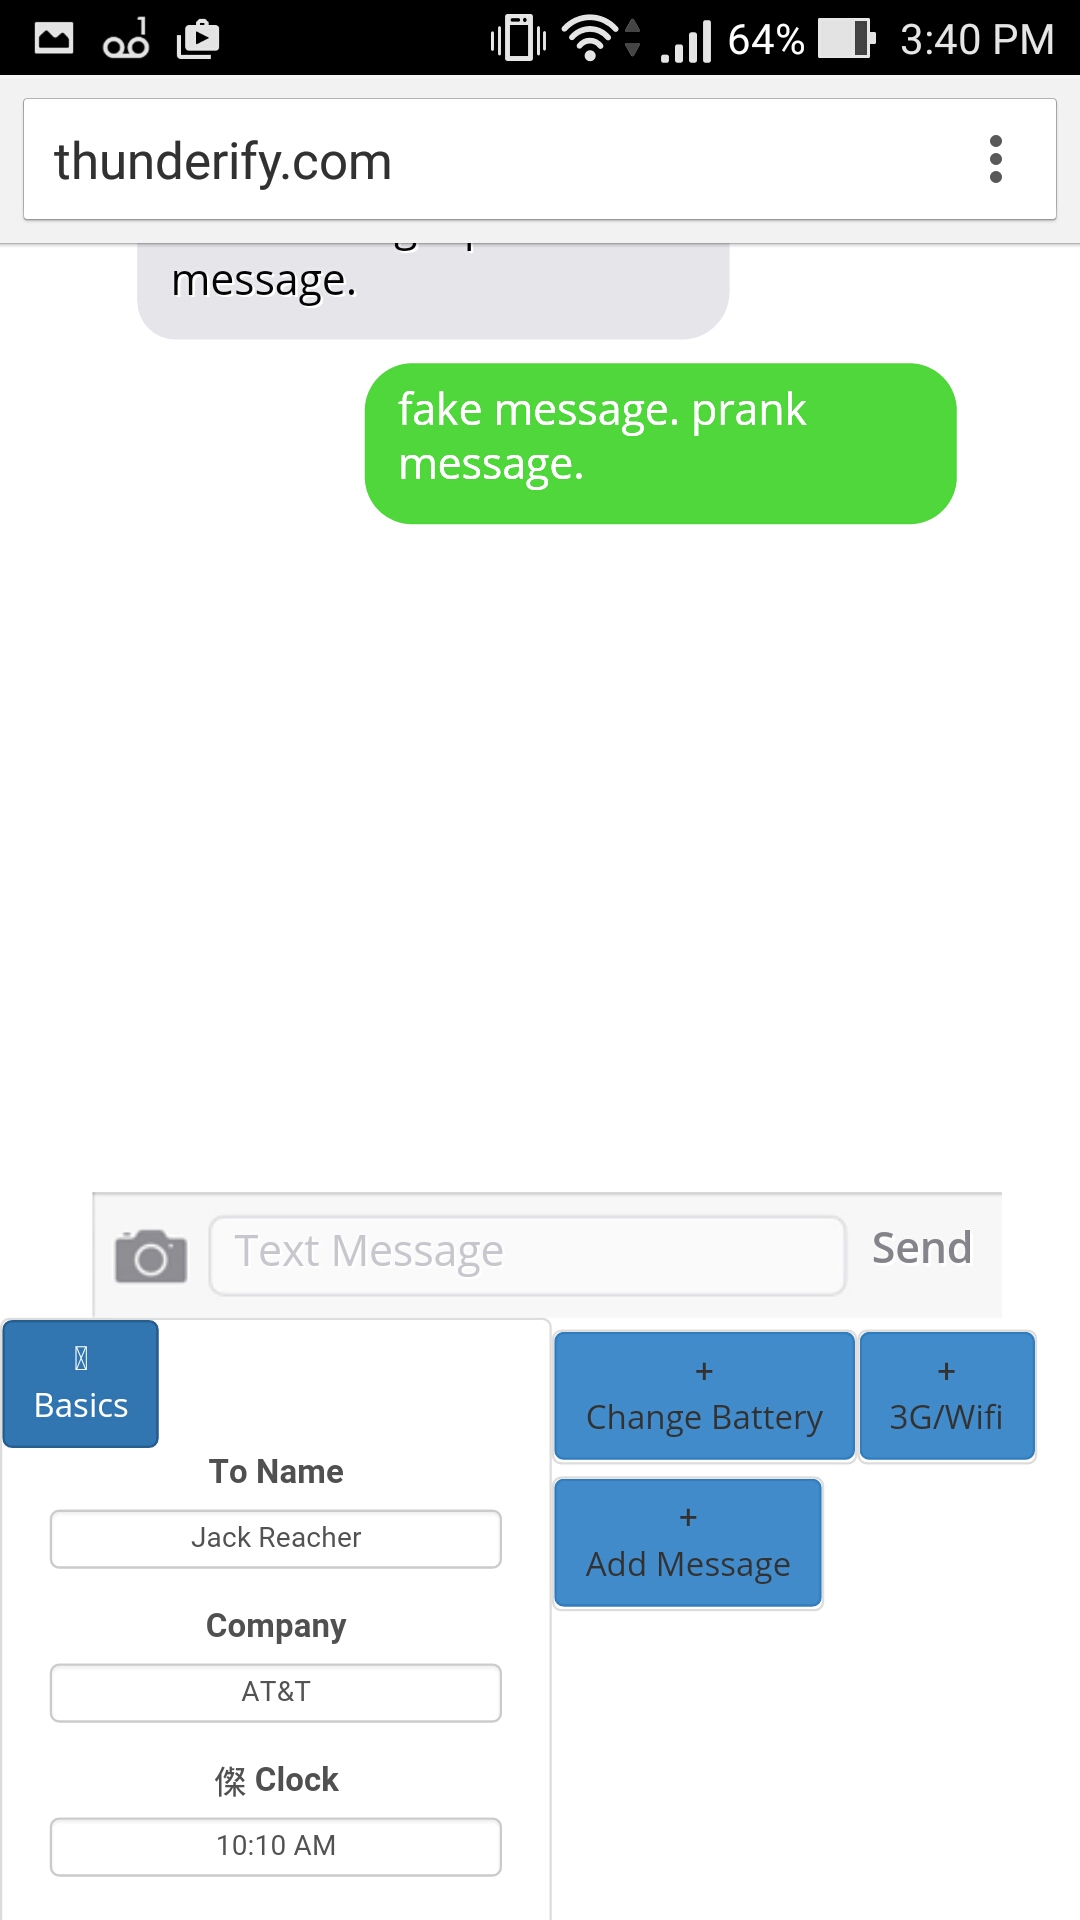 64% 3:40 PM
thunderify.com
message.
fake message. prank
message.
Text Message
Send
Basics
+
Change Battery
+
3G/Wifi
To Name
Jack Reacher
+
Add Message
Company
AT&T
傺 Clock
10:10 AM